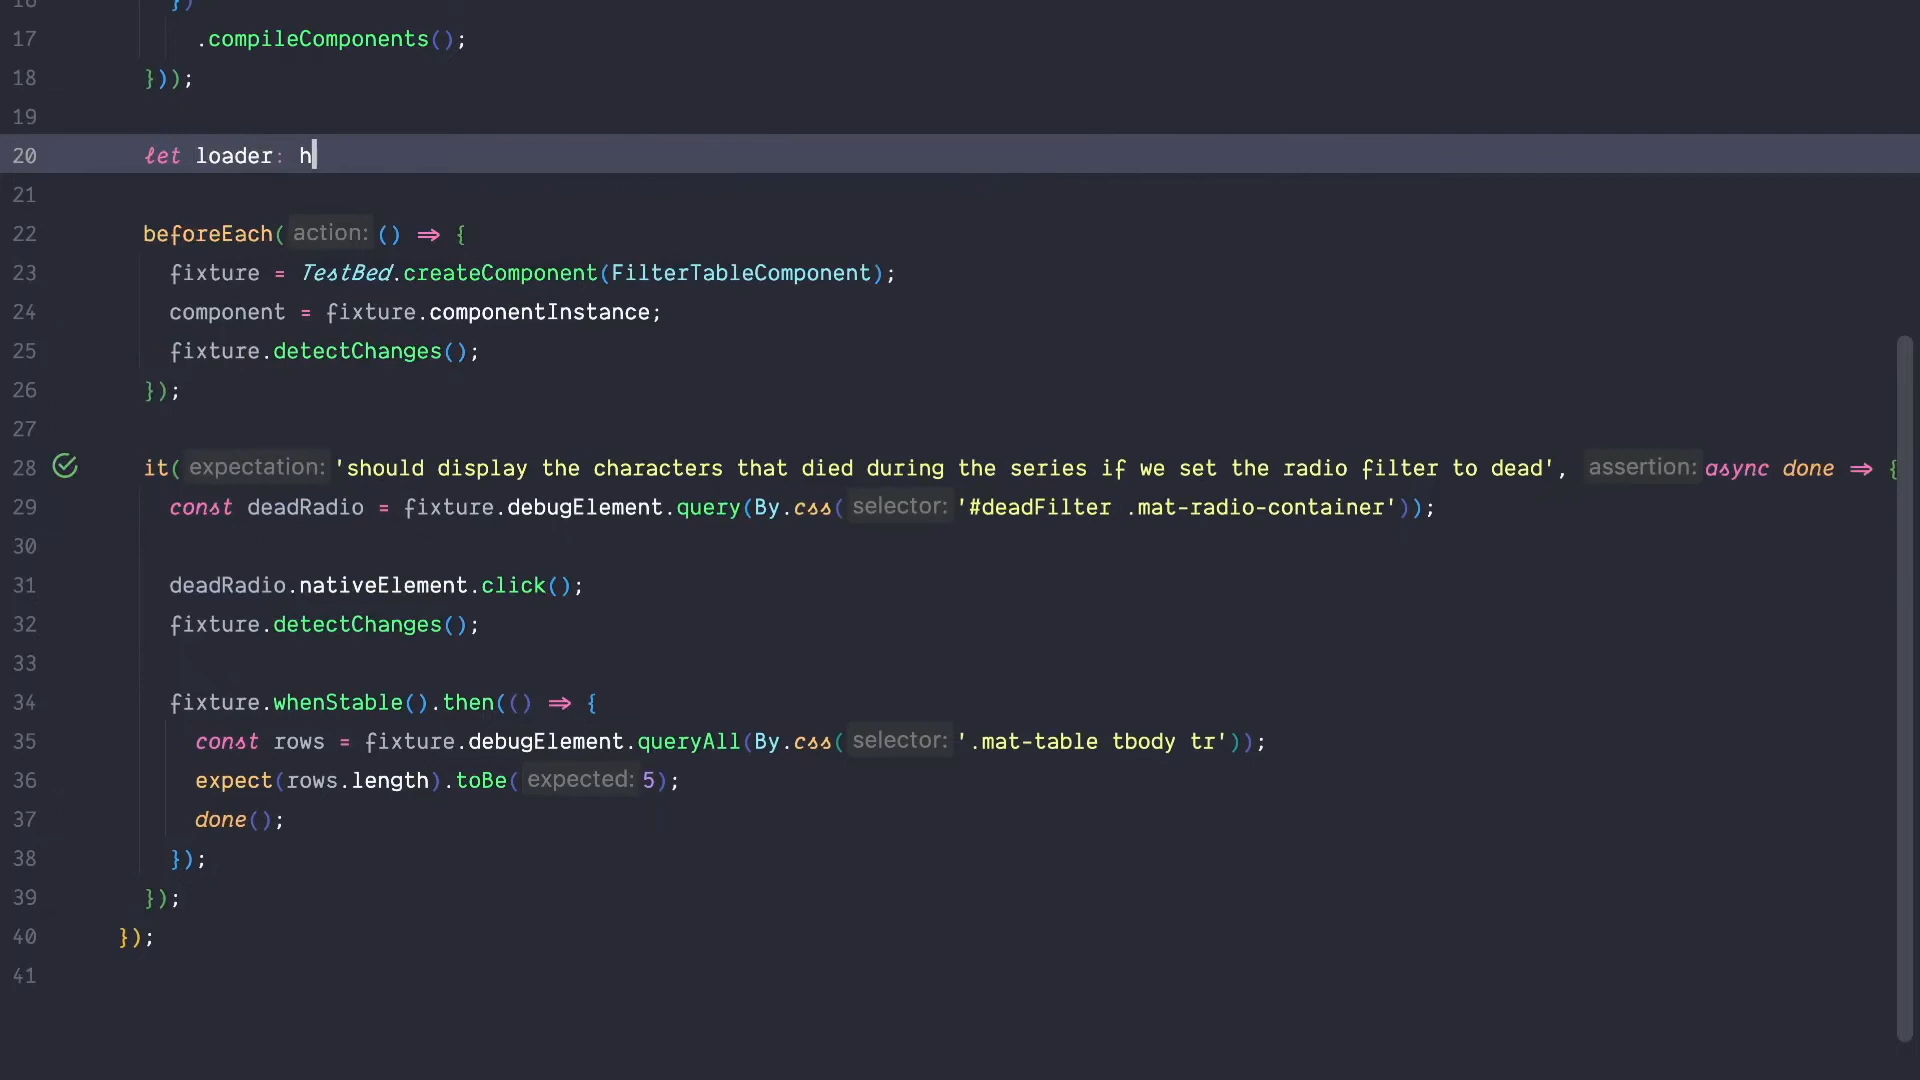 16 })
17 .compileComponents();
18 }));
19
20 let loader: h
21
22 beforeEach( action: () ⇒ {
23 fixture = TestBed.createComponent(FilterTableComponent);
24 component = fixture.componentInstance;
25 fixture.detectChanges();
26 });
27
28 it( expectation: 'should display the characters that died during the series if we set the radio filter to dead', assertion: async done ⇒ {
29 const deadRadio = fixture.debugElement.query(By.css( selector: '#deadFilter .mat-radio-container'));
30
31 deadRadio.nativeElement.click();
32 fixture.detectChanges();
33
34 fixture.whenStable().then(() ⇒ {
35 const rows = fixture.debugElement.queryAll(By.css( selector: '.mat-table tbody tr'));
36 expect(rows.length).toBe( expected: 5);
37 done();
38 });
39 });
40 });
41